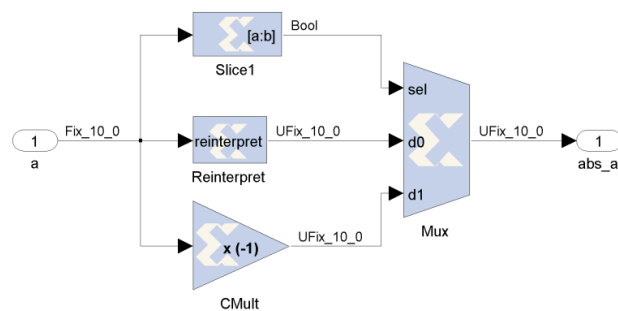 Bool
[a:b]
Slice1
sel
1
Fix_10_0
a
reinterpret
UFix_10_0
Reinterpret
d0
UFix_10_0
1
abs_a
d1
Mux
x (-1)
UFix_10_0
CMult